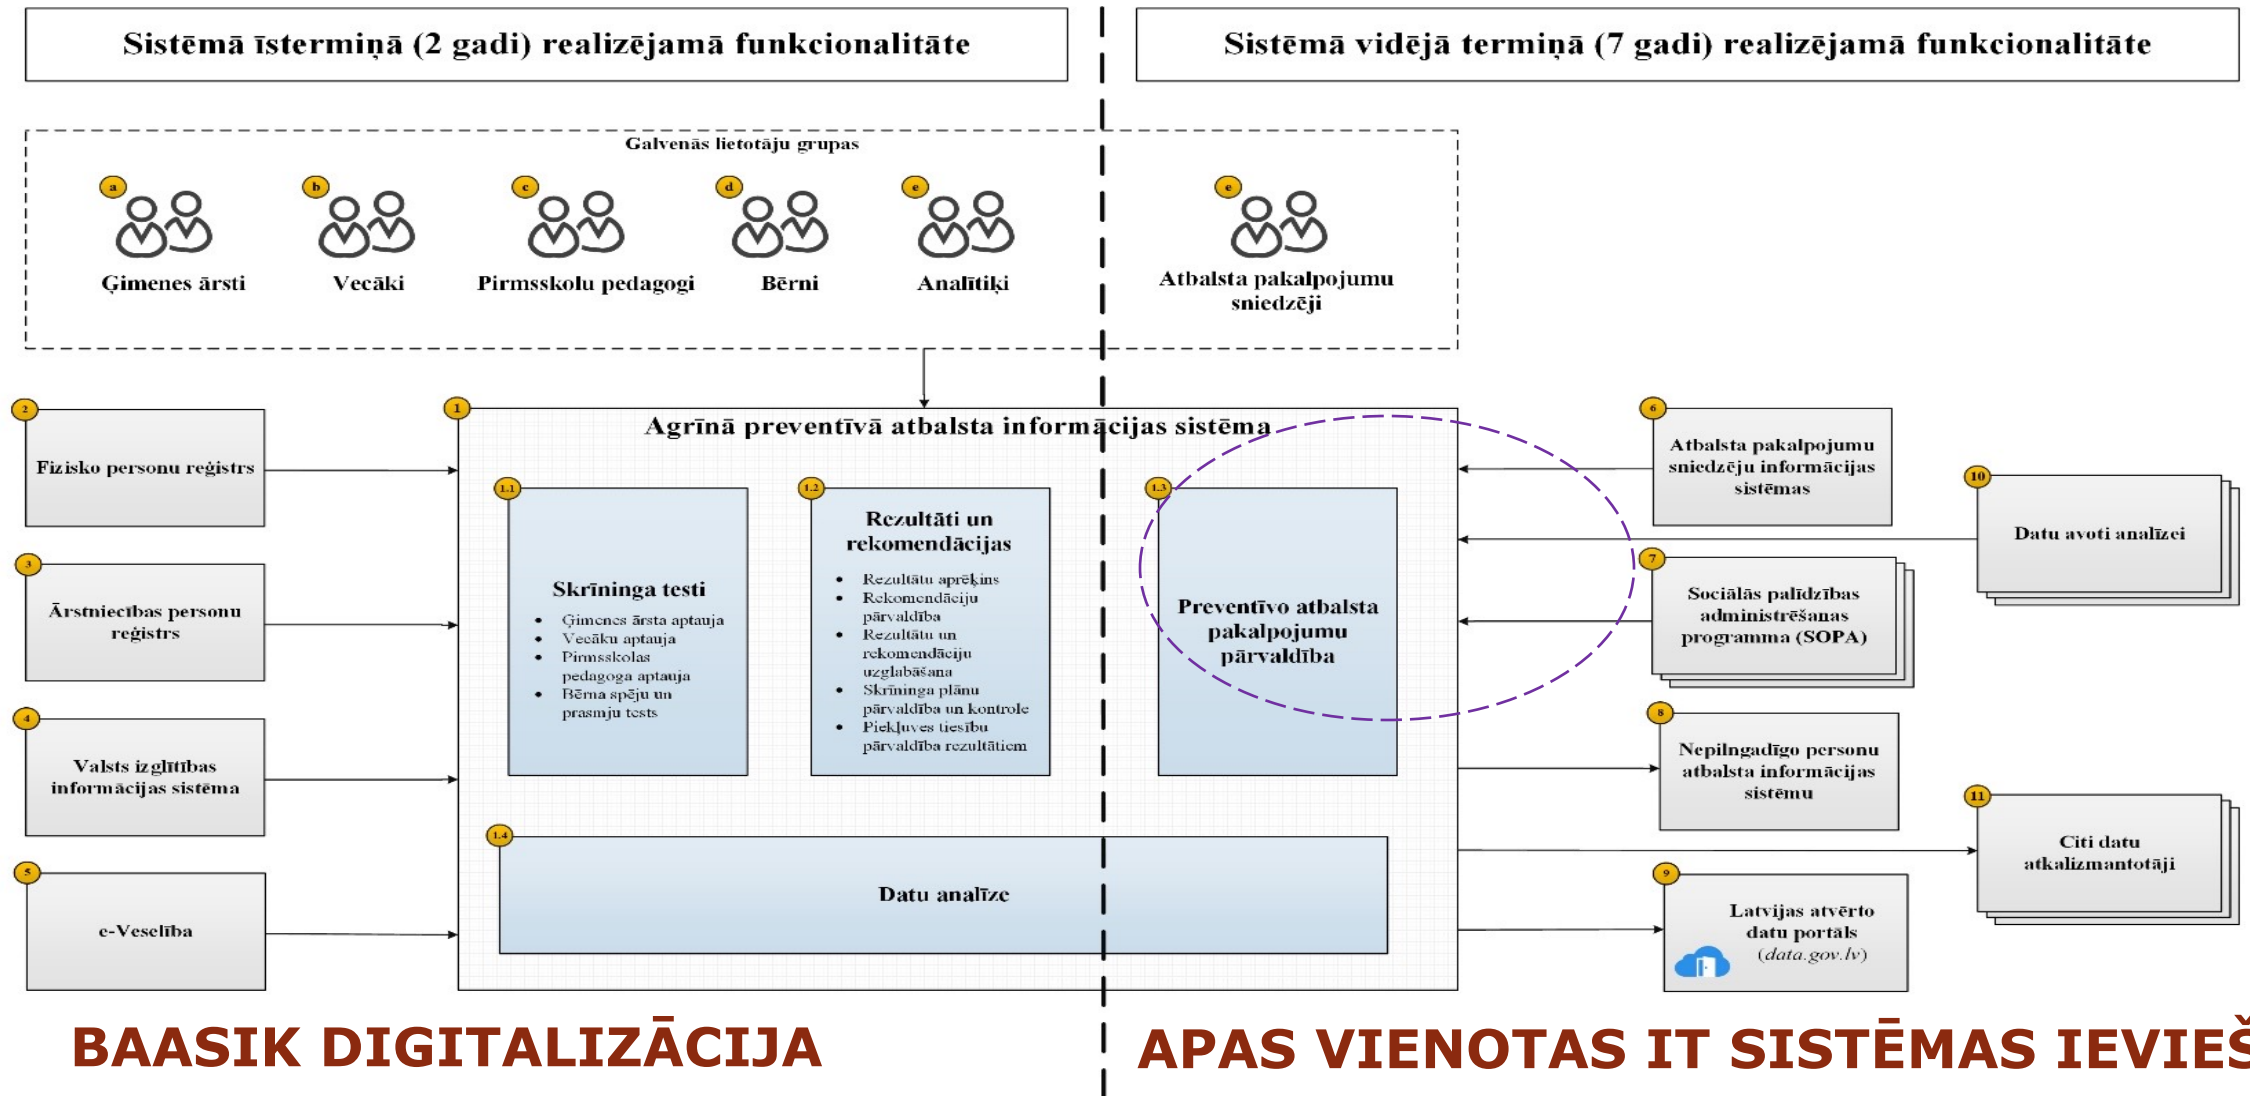 Sistēmā īstermiņā (2 gadi) realizējamā funkcionalitāte
Sistēmā vidējā termiņā (7 gadi) realizējamā funkcionalitāte
Galvenās lietotāju grupas
a
b
c
d
e
e
Ģimenes ārsti
Vecāki
Pirmsskolu pedagogi
Bērni
Analītiķi
Atbalsta pakalpojumu
sniedzēji
2
Fizisko personu reģistrs
3
Ārstniecības personu
reģistrs
4
Valsts izglītības
informācijas sistēma
5
e-Veselība
1
Agrīnā preventīvā atbalsta informācijas sistēma
1.1
Skrīninga testi
• Ģimenes ārsta aptauja
• Vecāku aptauja
• Pirmsskolas
pedagoga aptauja
• Bērna spēju un
prasmju tests
1.2
Rezultāti un
rekomendācijas
• Rezultātu aprēķins
• Rekomendāciju
pārvaldība
• Rezultātu un
rekomendāciju
uzglabāšana
• Skrīninga plānu
pārvaldība un kontrole
• Piekļuves tiesību
pārvaldība rezultātiem
1.3
Preventīvo atbalsta
pakalpojumu
pārvaldība
1.4
Datu analīze
6
Atbalsta pakalpojumu
sniedzēju informācijas
sistēmas
10
Datu avoti analīzei
7
Sociālās palīdzības
administrēšanas
programma (SOPA)
8
Nepilngadīgo personu
atbalsta informācijas
sistēmu
11
Citi datu
atkalizmantotāji
9
Latvijas atvērto
datu portāls
(data.gov.lv)
BAASIK DIGITALIZĀCIJA
APAS VIENOTAS IT SISTĒMAS IEVIEŠ